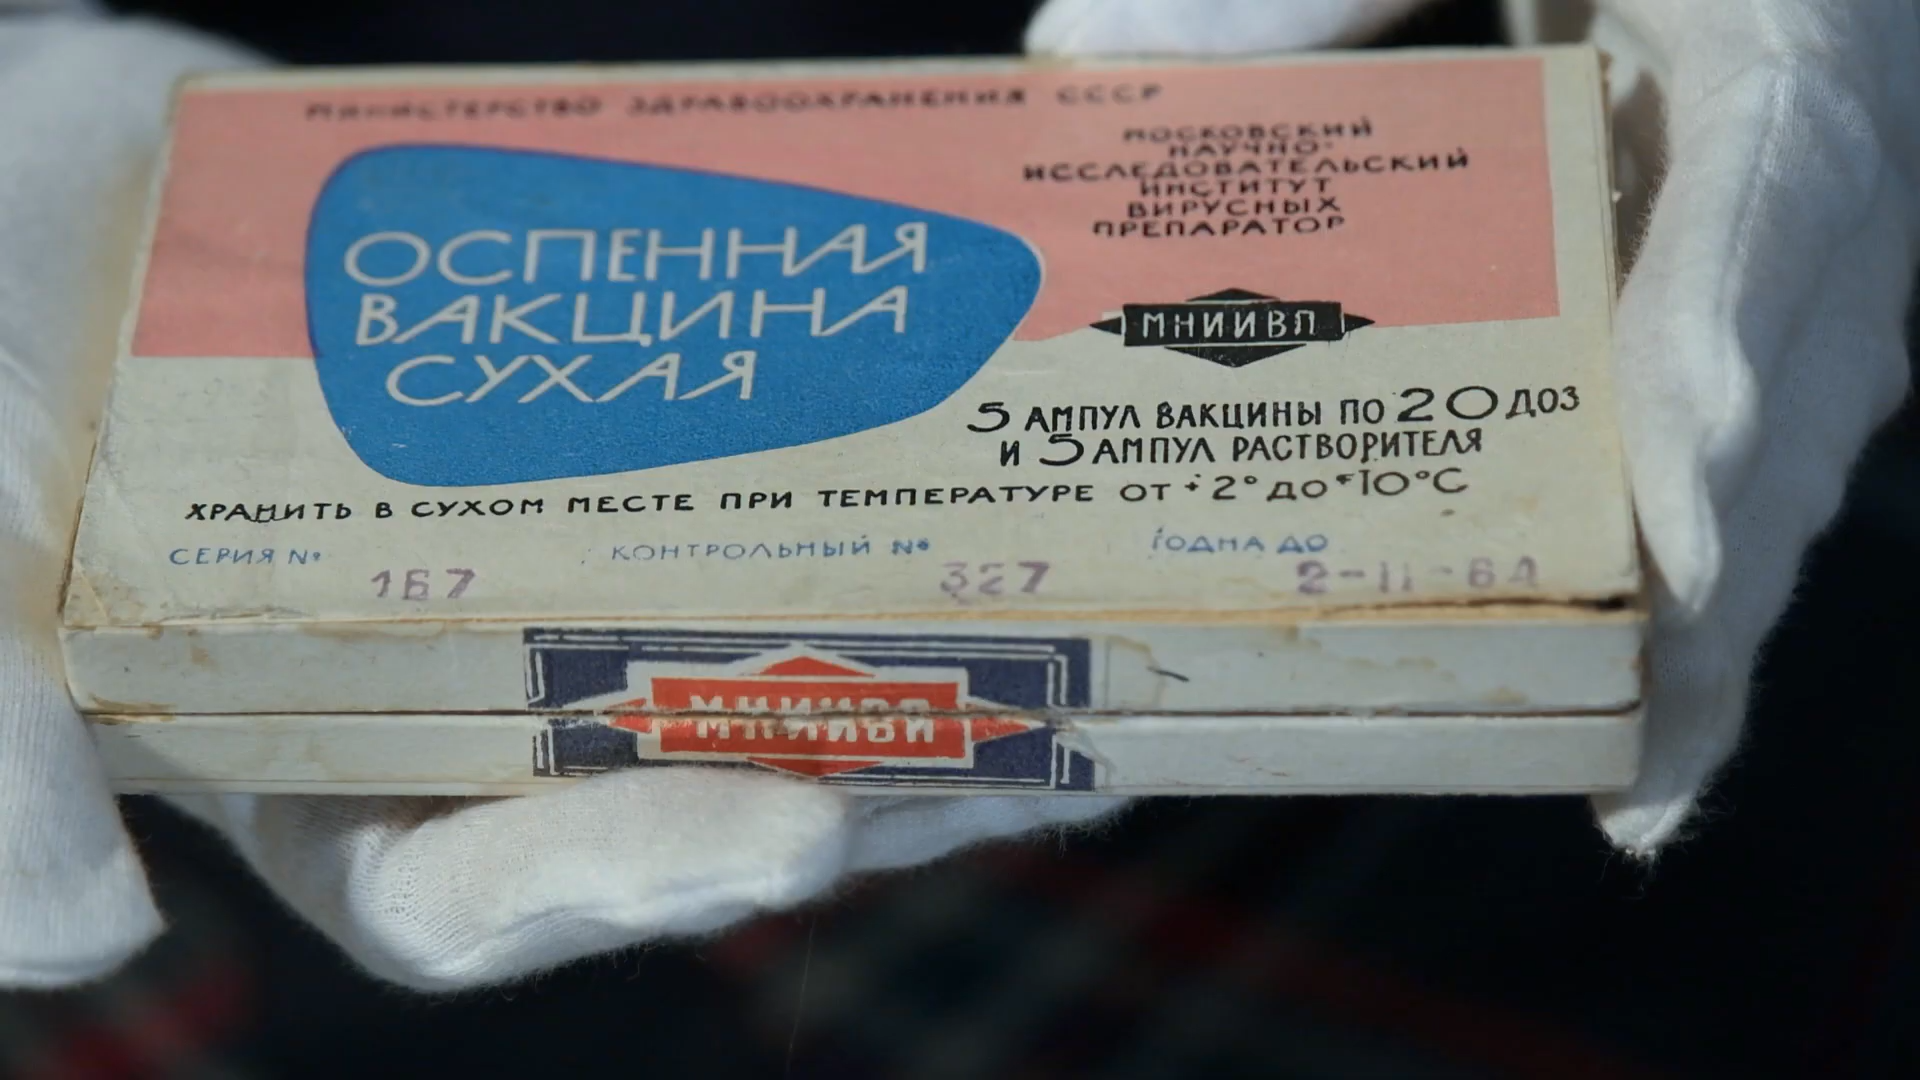 МИНИСТЕРСТВО ЗДРАВООХРАНЕНИЯ СССР
МОСКОВСКИЙ
НАУЧНО-
ИССЛЕДОВАТЕЛЬСКИЙ
ИНСТИТУТ
ВИРУСНЫХ
ПРЕПАРАТОР
ОСПЕННАЯ
ВАКЦИНА
СУХАЯ
МНИИВП
5 АМПУЛ ВАКЦИНЫ ПО 20 ДОЗ
И 5 АМПУЛ РАСТВОРИТЕЛЯ
ХРАНИТЬ В СУХОМ МЕСТЕ ПРИ ТЕМПЕРАТУРЕ ОТ +2° ДО +10°С
СЕРИЯ № КОНТРОЛЬНЫЙ № ГОДНА ДО
167 327 2-II-64
МНИИВП